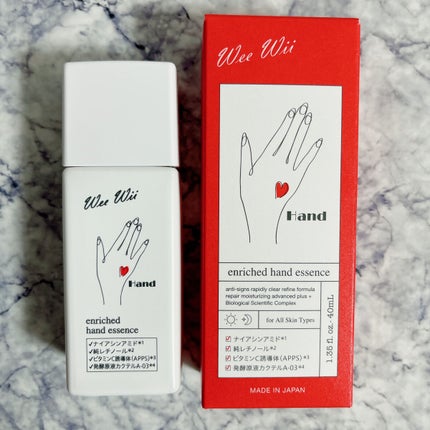 Wee Wii
Hand
enriched
hand essence
✓ナイアシンアミド*1
✓純レチノール*2
✓ビタミンC誘導体(APPS)*3
✓発酵原液カクテルA-03*4
Wee Wii
Hand
enriched hand essence
anti-signs rapidly clear refine formula
repair moisturizing advanced plus +
Biological Scientific Complex
for All Skin Types
ナイアシンアミド*1
純レチノール*2
ビタミンC誘導体(APPS)*3
発酵原液カクテルA-03*4
1.35 fl. oz. 40mL
MADE IN JAPAN